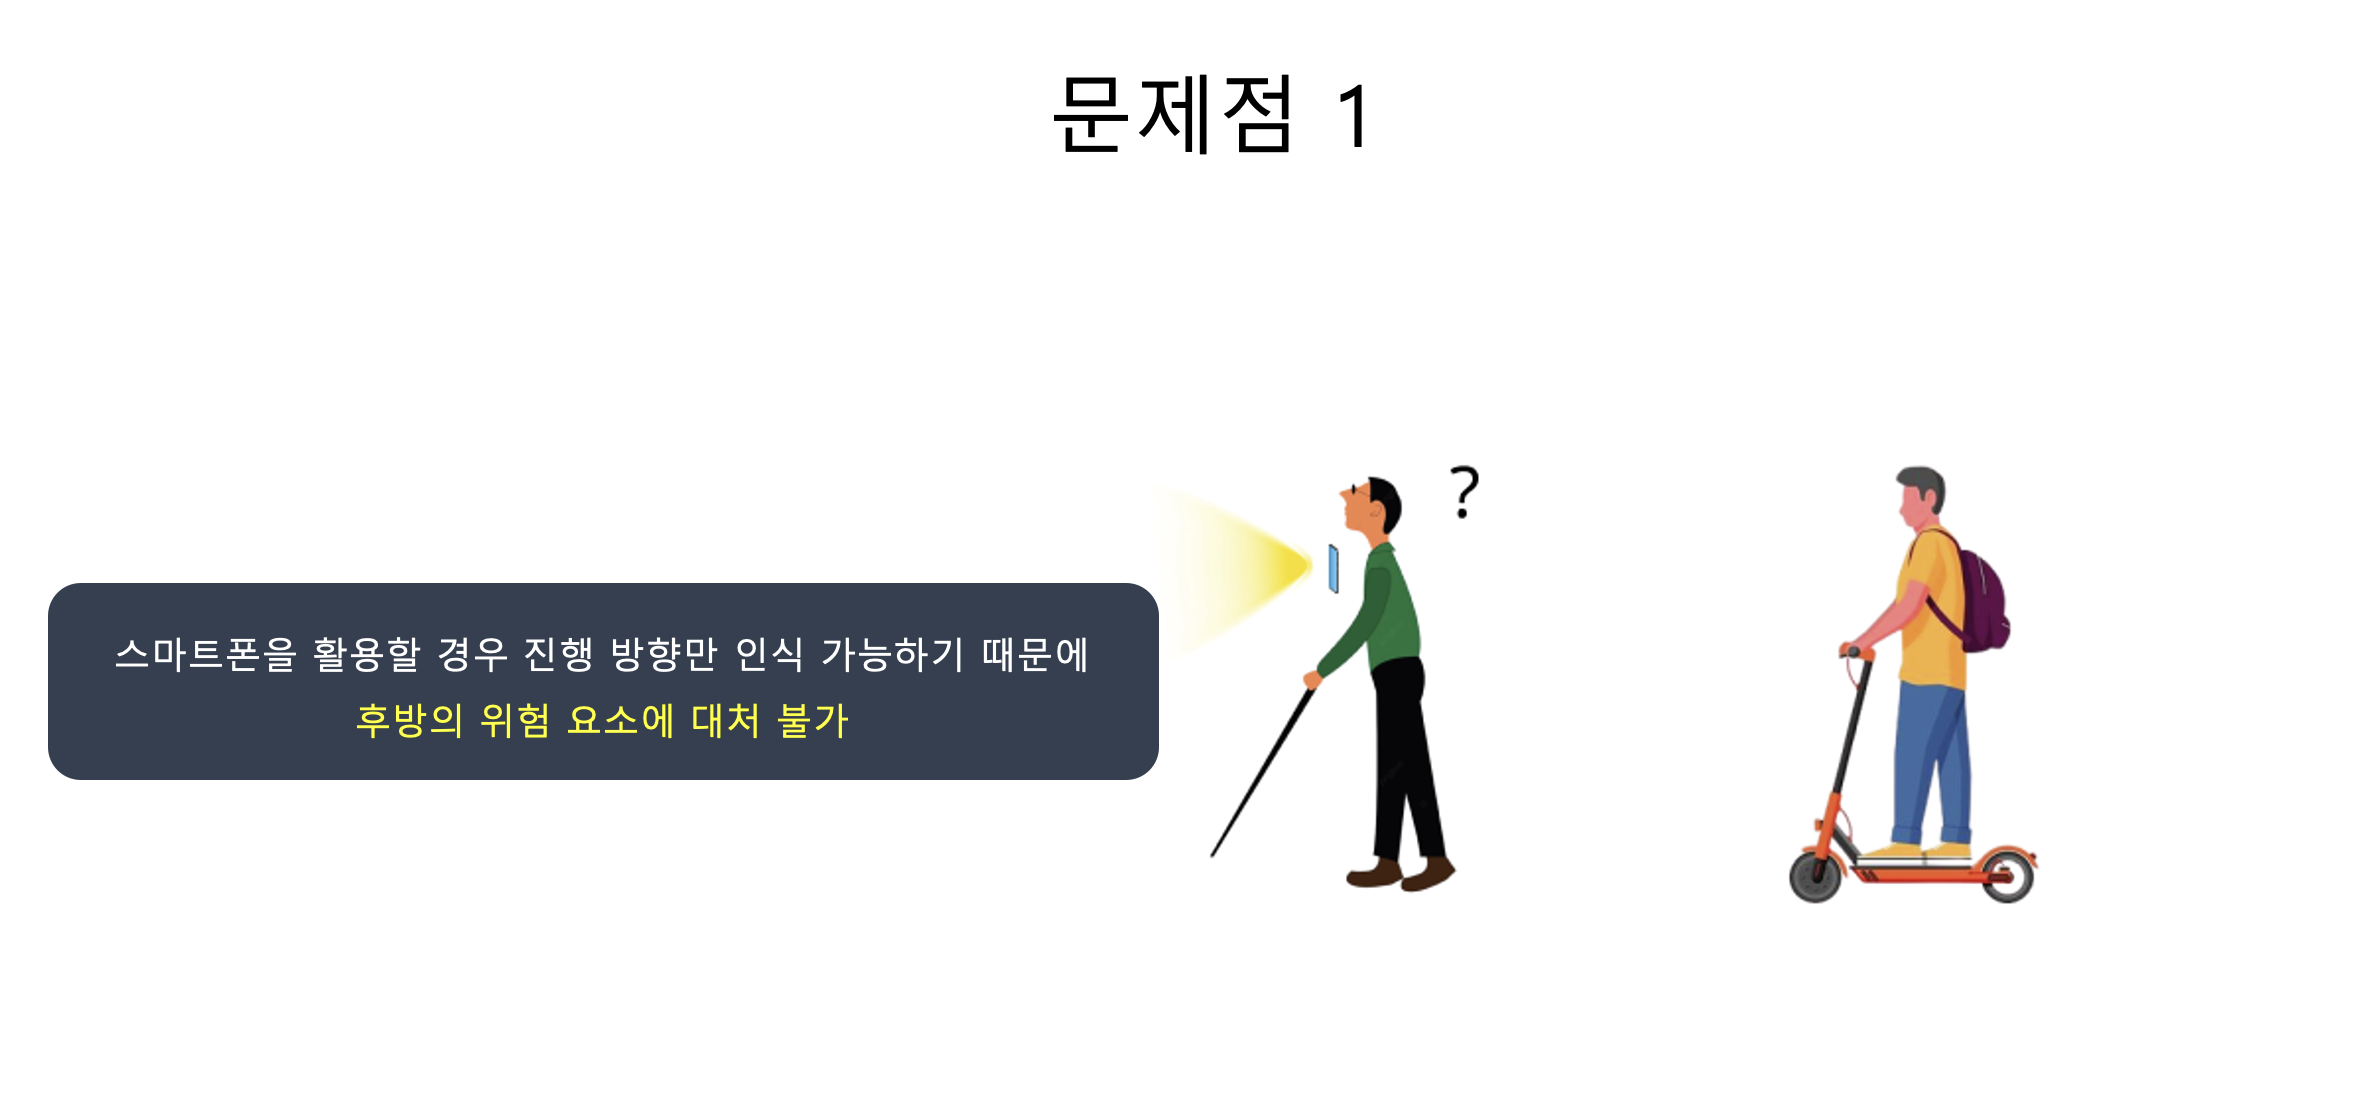 문제점 1
?
스마트폰을 활용할 경우 진행 방향만 인식 가능하기 때문에
후방의 위험 요소에 대처 불가